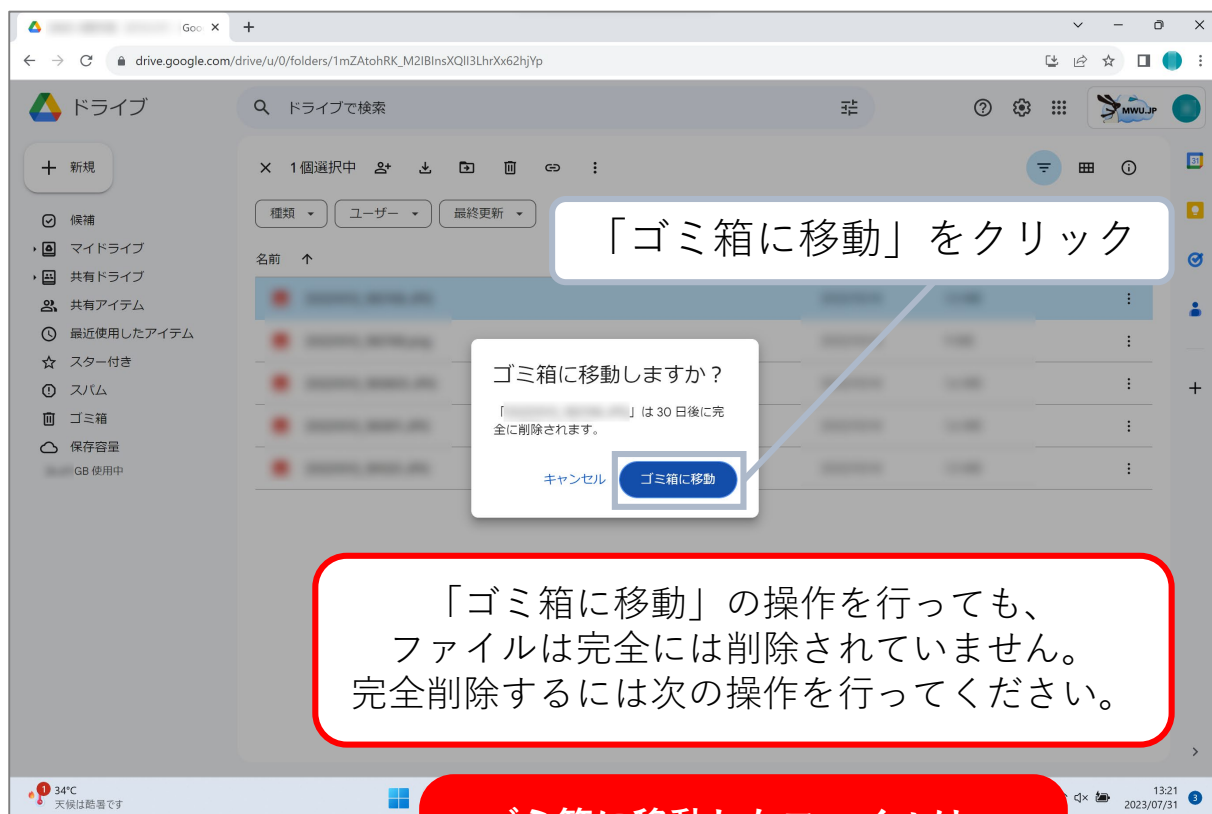 Goo
drive.google.com/drive/u/0/folders/1mZAtohRK_M2IBInsXQlI3LhrXx62hjYp
ドライブ
ドライブで検索
MWU.JP
新規
1 個選択中
31
候補
マイドライブ
共有ドライブ
共有アイテム
最近使用したアイテム
スター付き
スパム
ゴミ箱
保存容量
GB 使用中
種類
ユーザー
最終更新
「ゴミ箱に移動」をクリック
名前
ゴミ箱に移動しますか？
「 」は 30 日後に完
全に削除されます。
キャンセル
ゴミ箱に移動
「ゴミ箱に移動」の操作を行っても、
ファイルは完全には削除されていません。
完全削除するには次の操作を行ってください。
1
34°C
天候は酷暑です
13:21
2023/07/31
3